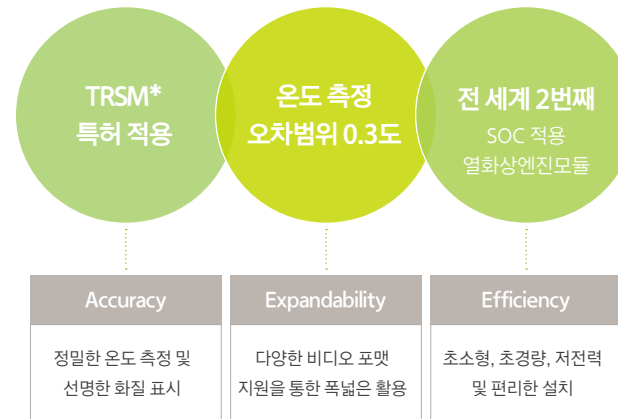 TRSM*
특허 적용
온도 측정
오차범위 0.3도
전 세계 2번째
SOC 적용
열화상엔진모듈
Accuracy
정밀한 온도 측정 및
선명한 화질 표시
Expandability
다양한 비디오 포맷
지원을 통한 폭넓은 활용
Efficiency
초소형, 초경량, 저전력
및 편리한 설치